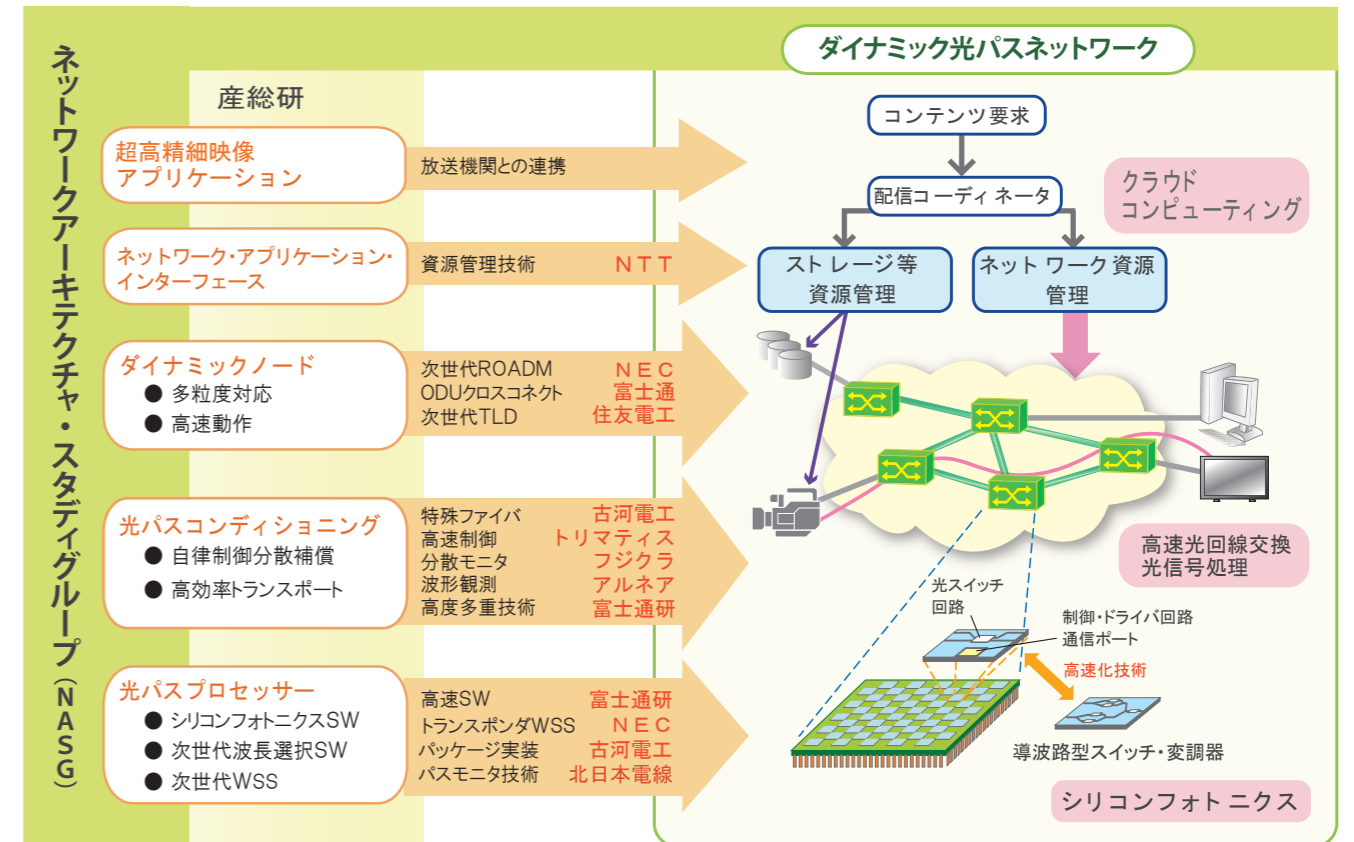 ネットワークアーキテクチャ・スタディグループ(NASG)
産総研
超高精細映像
アプリケーション
放送機関との連携
ネットワーク・アプリケーション・
インターフェース
資源管理技術 NTT
ダイナミックノード
● 多粒度対応
● 高速動作
次世代ROADM NEC
ODUクロスコネクト 富士通
次世代TLD 住友電工
光パスコンディショニング
● 自律制御分散補償
● 高効率トランスポート
特殊ファイバ 古河電工
高速制御 トリマティス
分散モニタ フジクラ
波形観測 アルネア
高度多重技術 富士通研
光パスプロセッサー
● シリコンフォトニクスSW
● 次世代波長選択SW
● 次世代WSS
高速SW 富士通研
トランスポンダWSS NEC
パッケージ実装 古河電工
パスモニタ技術 北日本電線
ダイナミック光パスネットワーク
コンテンツ要求
配信コーディネータ
クラウド
コンピューティング
ストレージ等
資源管理
ネットワーク資源
管理
高速光回線交換
光信号処理
光スイッチ
回路
制御・ドライバ回路
通信ポート
高速化技術
導波路型スイッチ・変調器
シリコンフォトニクス